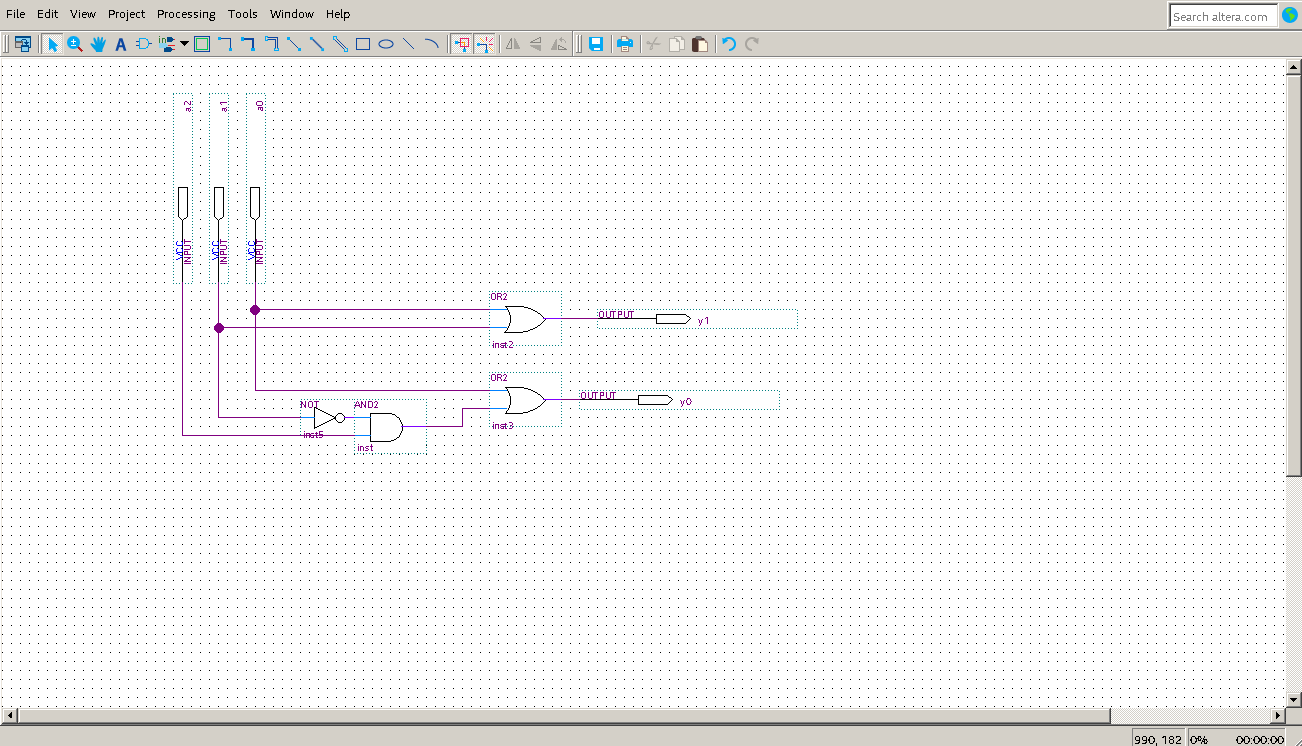 File Edit View Project Processing Tools Window Help
Search altera.com
A
in
a2 a1 a0
VCC INPUT VCC INPUT VCC INPUT
OR2
OUTPUT y1
inst2
OR2
OUTPUT y0
NOT AND2
inst3
inst5
inst
990, 182 0% 00:00:00